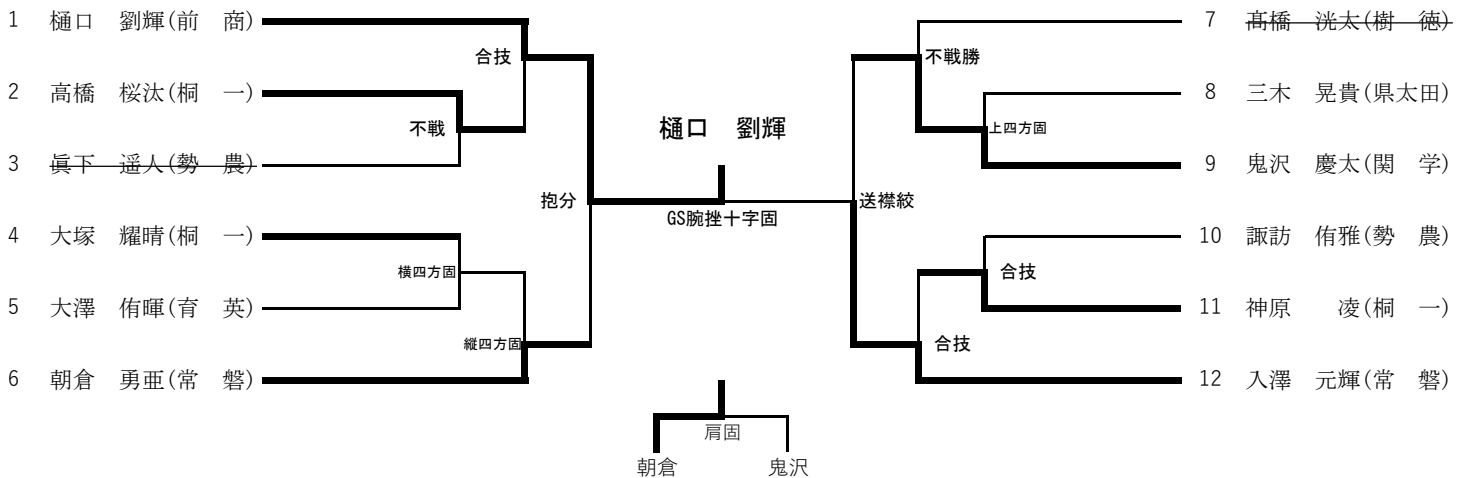 1 樋口 劉輝(前 商)
合技
2 高橋 桜汰(桐 一)
不戦
3 眞下 遥人(勢 農)
抱分
4 大塚 耀晴(桐 一)
横四方固
5 大澤 侑暉(育 英)
縦四方固
6 朝倉 勇亜(常 磐)
樋口 劉輝
GS腕挫十字固
肩固
朝倉 鬼沢
7 髙橋 洸太(樹 徳)
不戦勝
8 三木 晃貴(県太田)
上四方固
9 鬼沢 慶太(関 学)
送襟絞
10 諏訪 侑雅(勢 農)
合技
11 神原 凌(桐 一)
合技
12 入澤 元輝(常 磐)